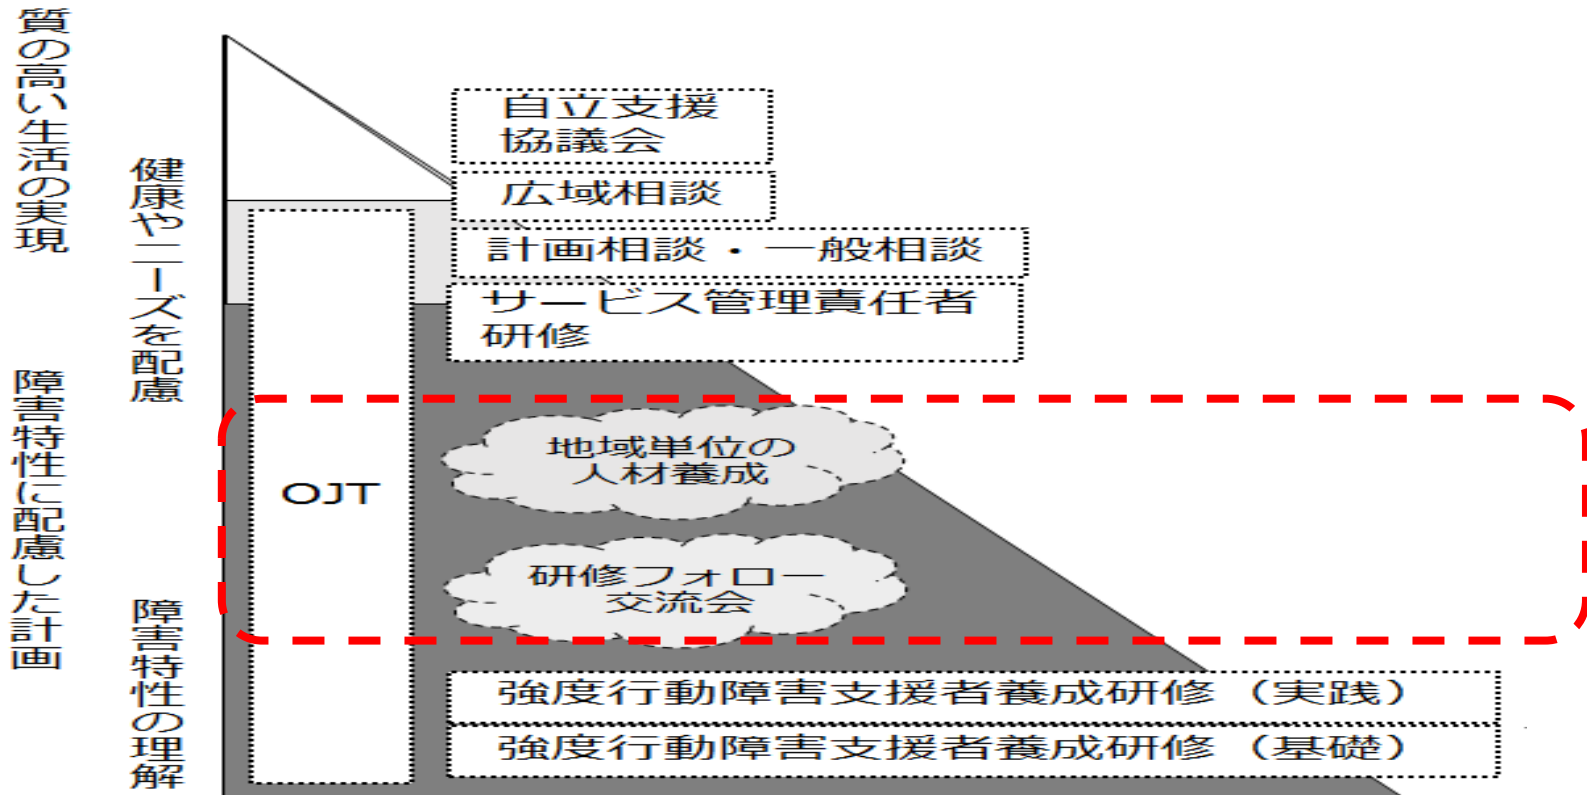 質の高い生活の実現
健康やニーズを配慮
障害特性に配慮した計画
障害特性の理解
自立支援
協議会
広域相談
計画相談・一般相談
サービス管理責任者
研修
OJT
地域単位の
人材養成
研修フォロー
交流会
強度行動障害支援者養成研修（実践）
強度行動障害支援者養成研修（基礎）